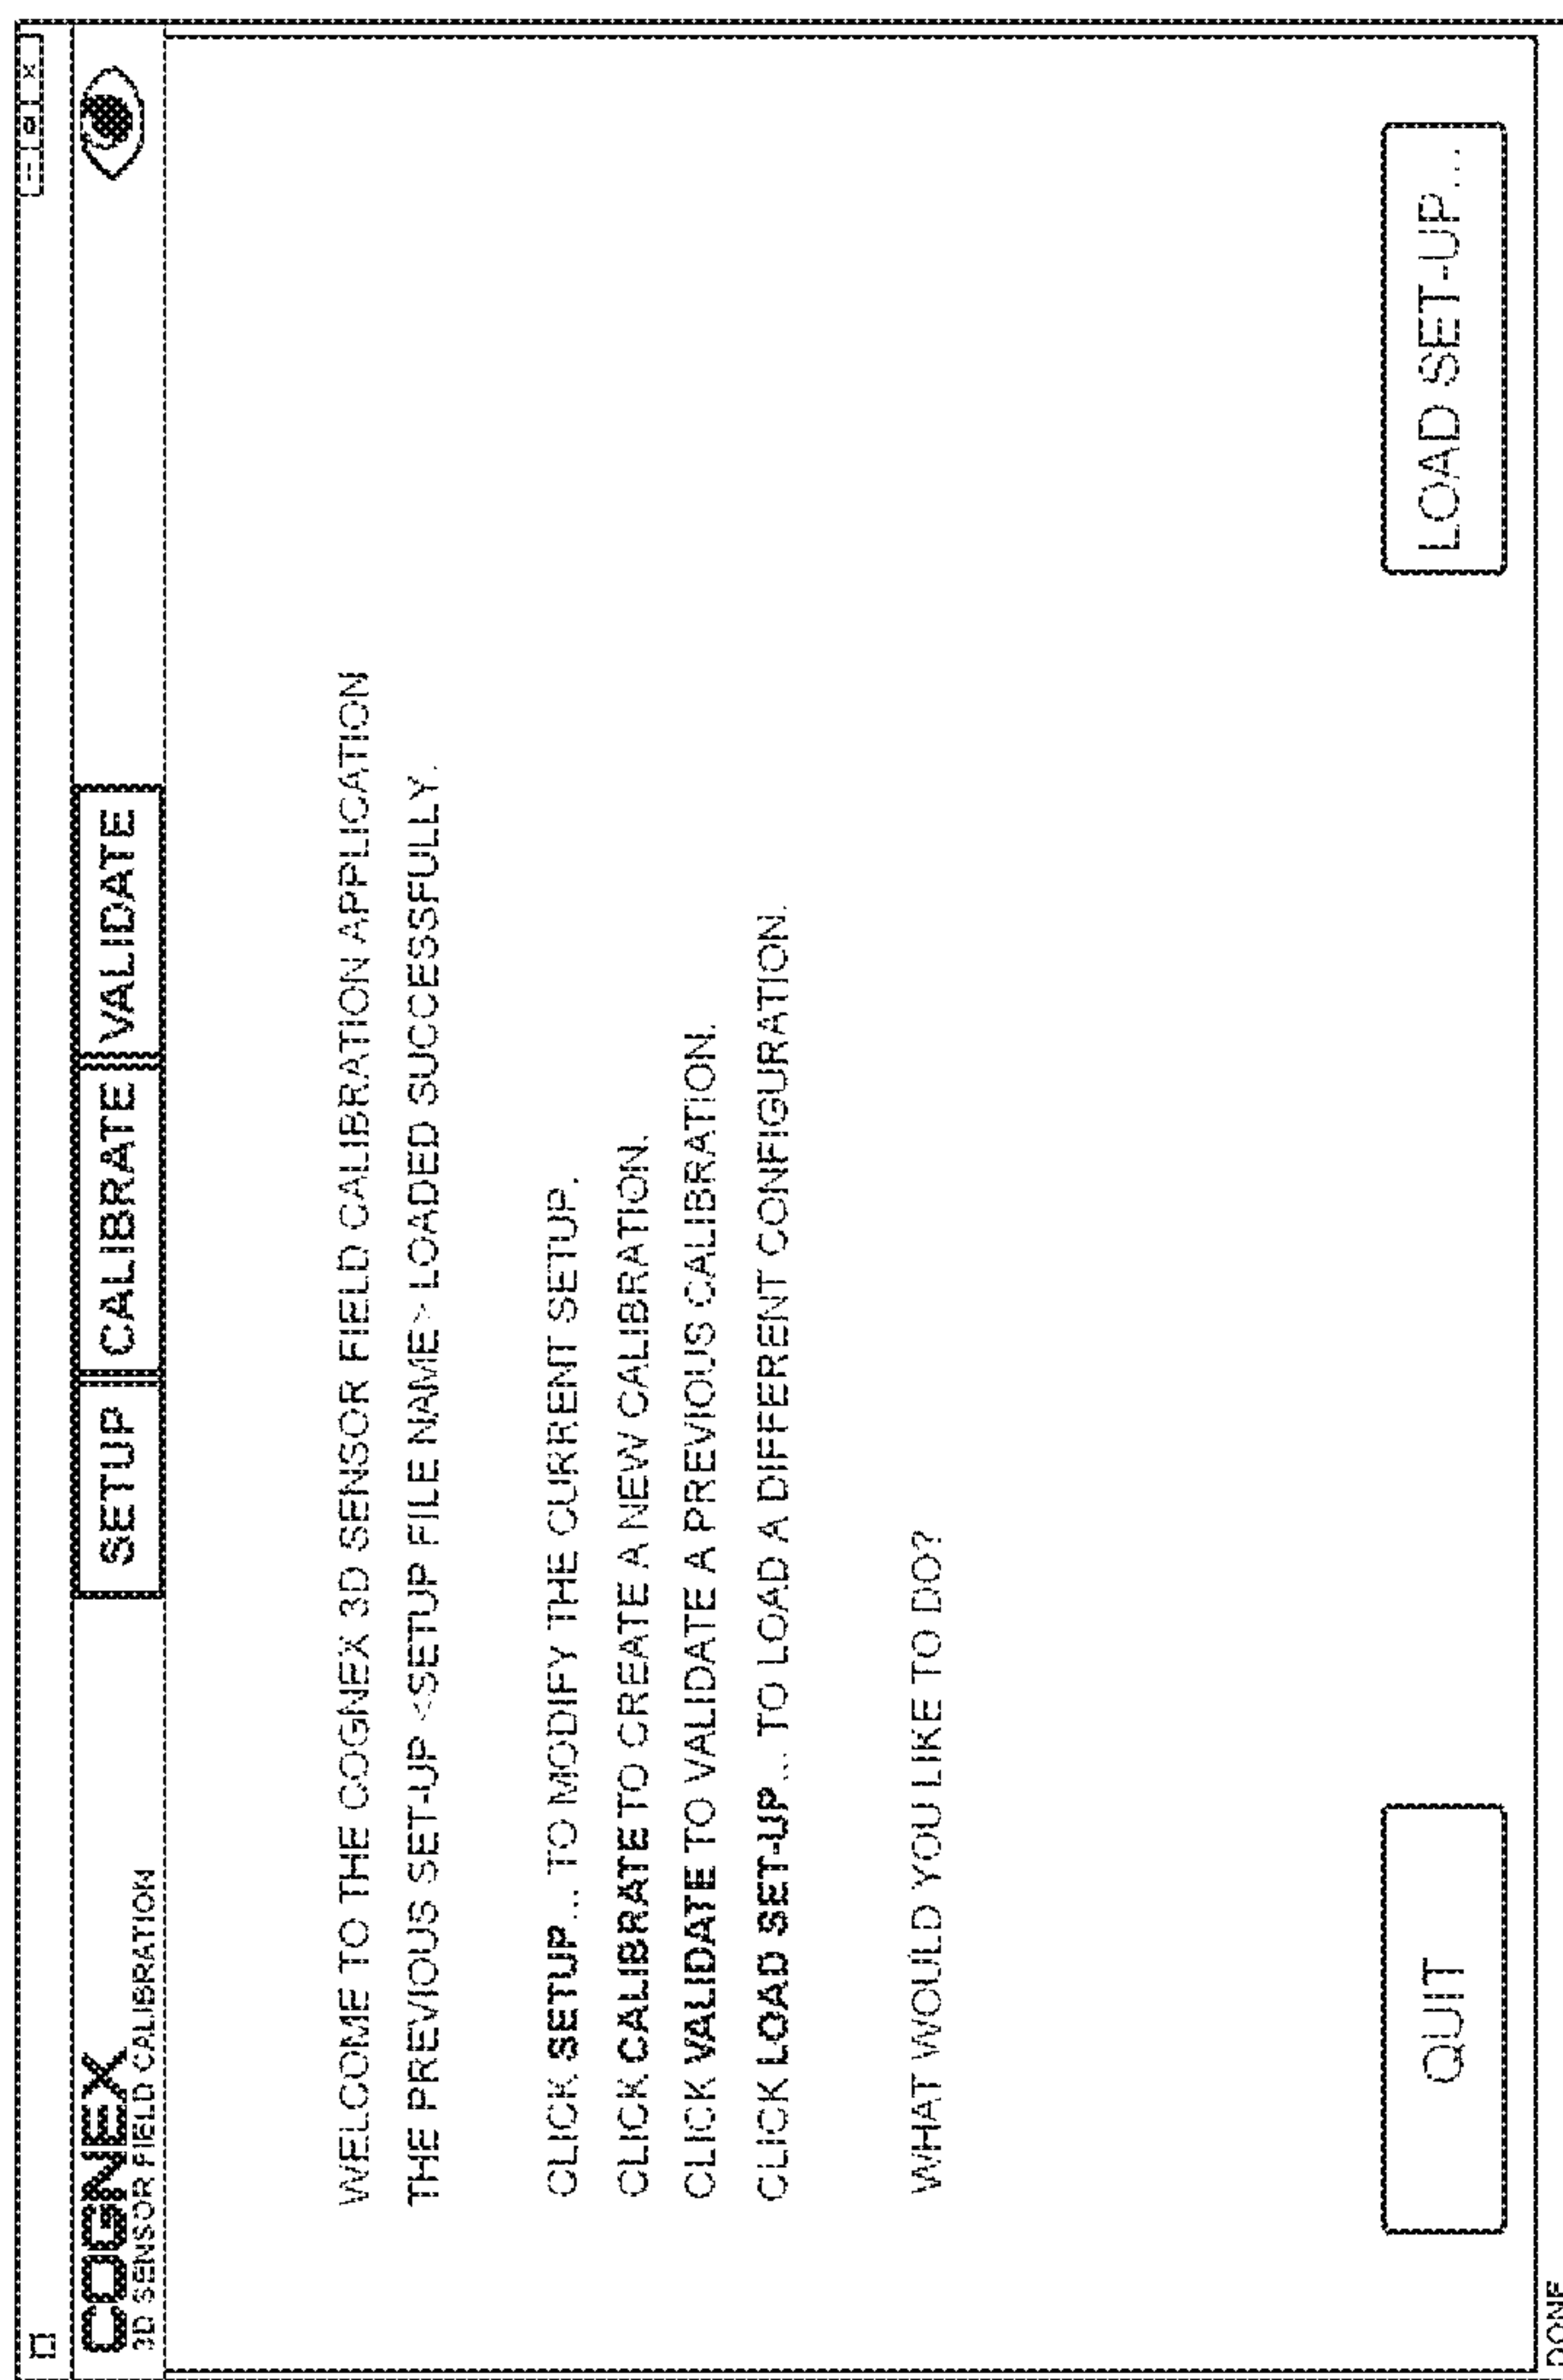 COGNEX
3D SENSOR FIELD CALIBRATION
SETUP CALIBRATE VALIDATE
WELCOME TO THE COGNEX 3D SENSOR FIELD CALIBRATION APPLICATION
THE PREVIOUS SET-UP <SETUP FILE NAME> LOADED SUCCESSFULLY.
CLICK SETUP... TO MODIFY THE CURRENT SETUP.
CLICK CALIBRATE TO CREATE A NEW CALIBRATION.
CLICK VALIDATE TO VALIDATE A PREVIOUS CALIBRATION.
CLICK LOAD SET-UP... TO LOAD A DIFFERENT CONFIGURATION.
WHAT WOULD YOU LIKE TO DO?
QUIT LOAD SET-UP...
DONE